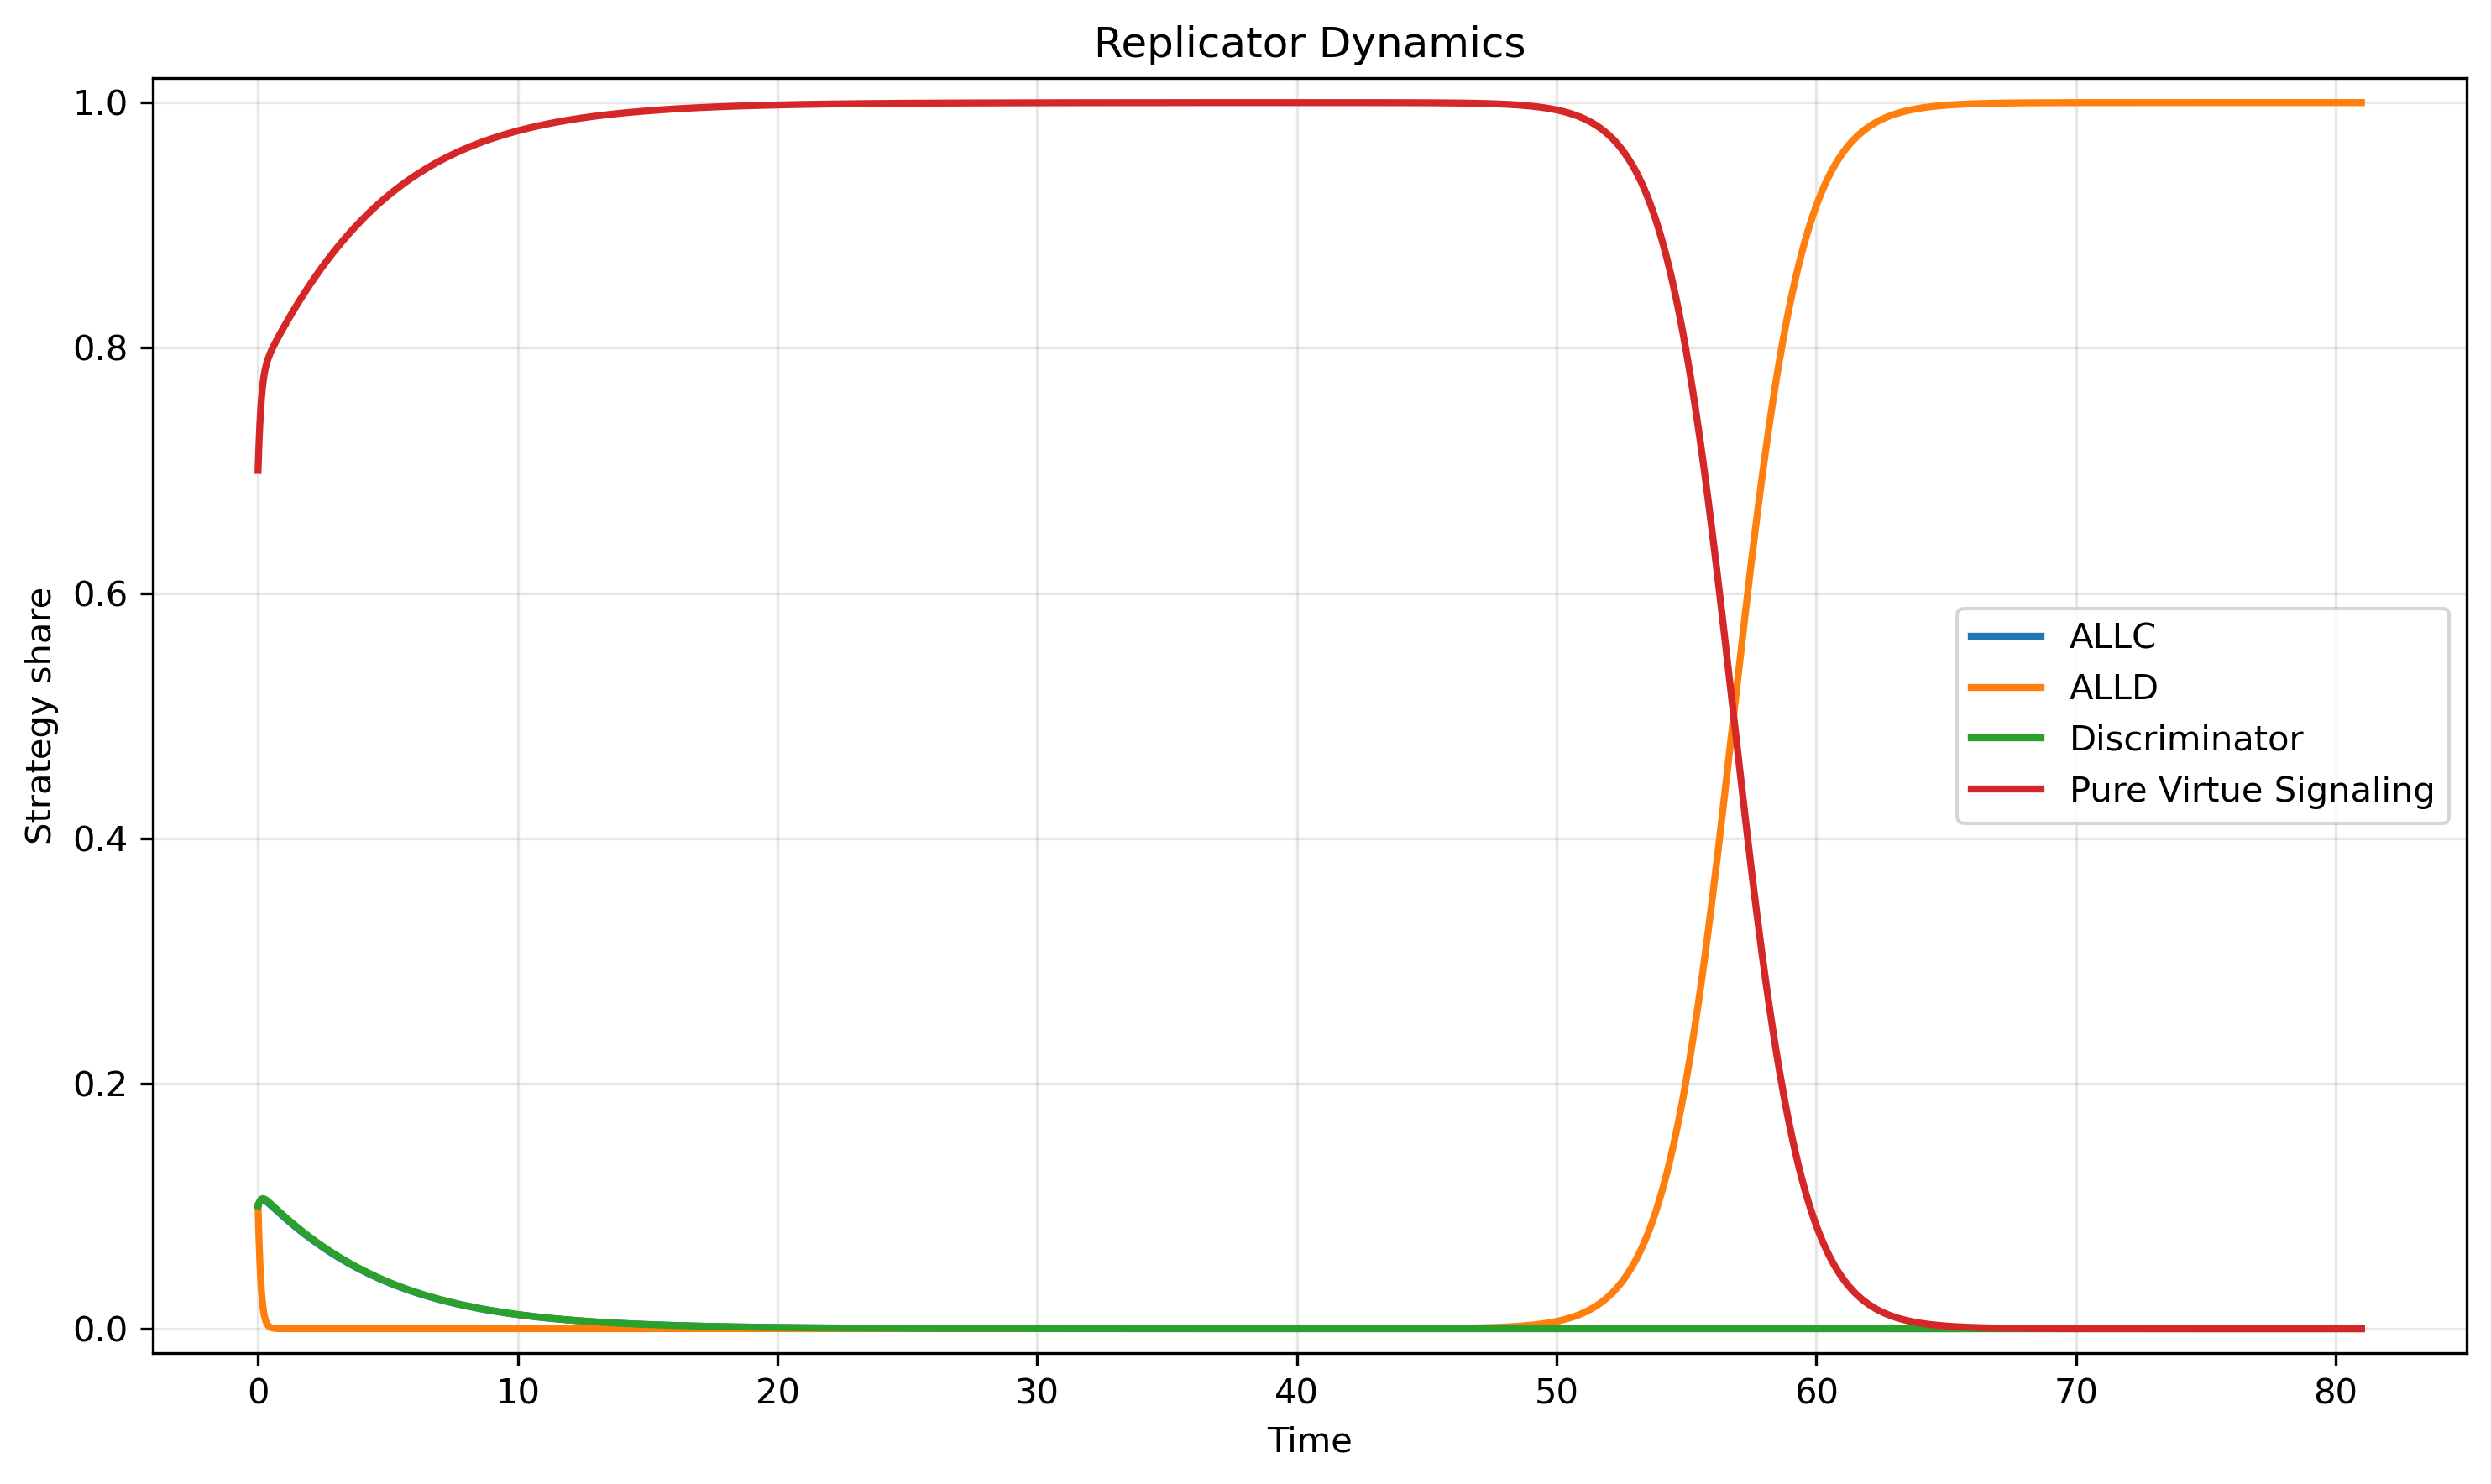 Replicator Dynamics
Strategy share
1.0
0.8
0.6
0.4
0.2
0.0
ALLC
ALLD
Discriminator
Pure Virtue Signaling
0 10 20 30 40 50 60 70 80
Time